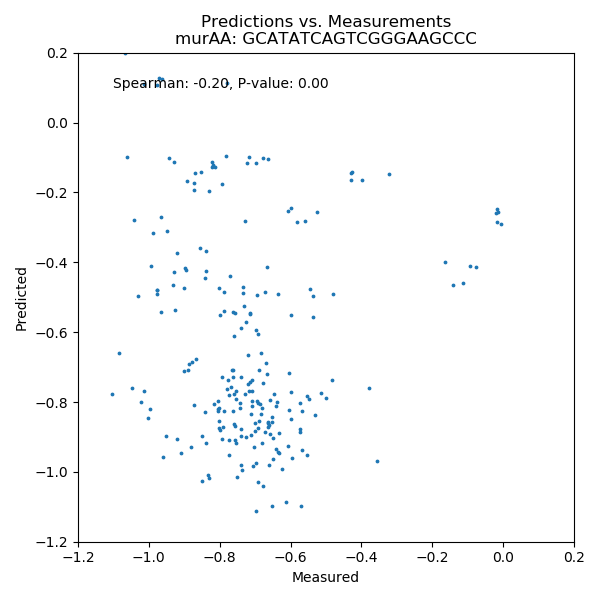 Predictions vs. Measurements
murAA: GCATATCAGTCGGGAAGCCC
0.2
Spearman: -0.20, P-value: 0.00
0.0
−0.2
−0.4
Predicted
−0.6
−0.8
−1.0
−1.2
−1.2 −1.0 −0.8 −0.6 −0.4 −0.2 0.0 0.2
Measured